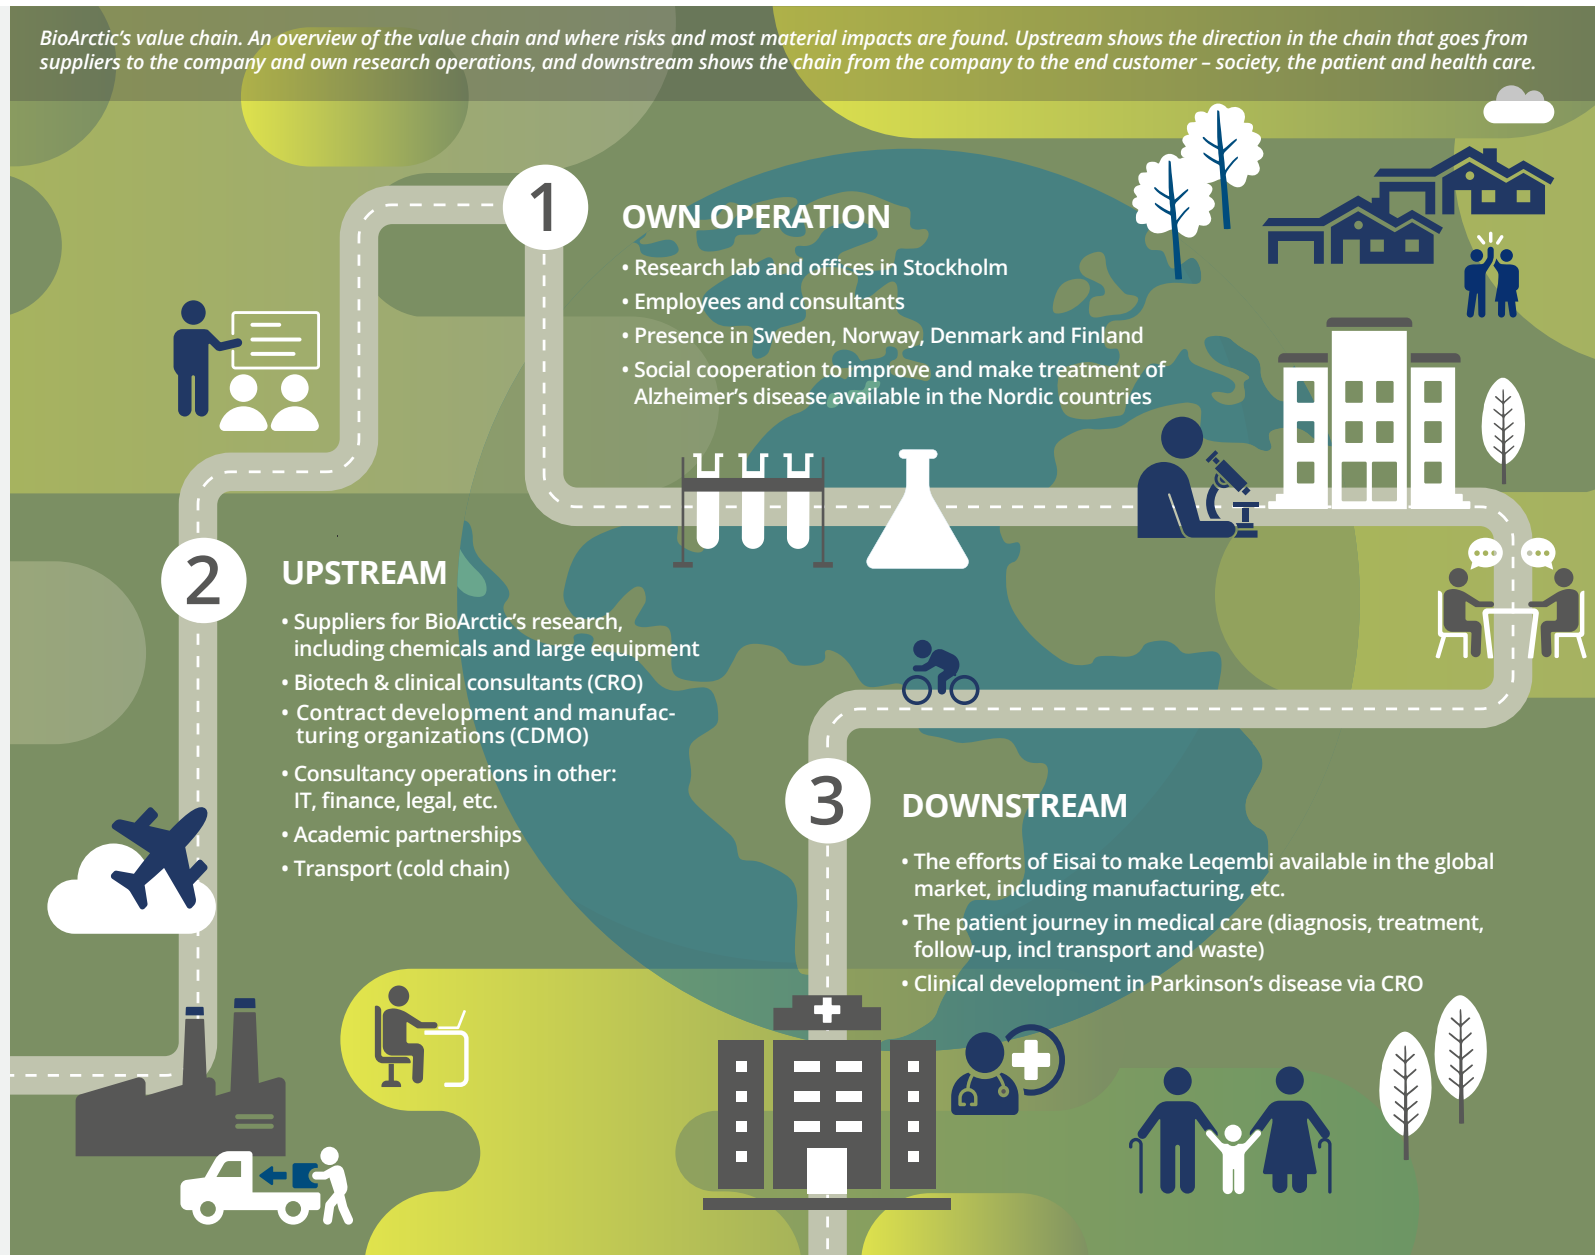 BioArctic’s value chain. An overview of the value chain and where risks and most material impacts are found. Upstream shows the direction in the chain that goes from
suppliers to the company and own research operations, and downstream shows the chain from the company to the end customer – society, the patient and health care.
1
OWN OPERATION
• Research lab and offices in Stockholm
• Employees and consultants
• Presence in Sweden, Norway, Denmark and Finland
• Social cooperation to improve and make treatment of
Alzheimer’s disease available in the Nordic countries
2
UPSTREAM
• Suppliers for BioArctic’s research,
including chemicals and large equipment
• Biotech & clinical consultants (CRO)
• Contract development and manufac-
turing organizations (CDMO)
• Consultancy operations in other:
IT, finance, legal, etc.
• Academic partnerships
• Transport (cold chain)
3
DOWNSTREAM
• The efforts of Eisai to make Leqembi available in the global
market, including manufacturing, etc.
• The patient journey in medical care (diagnosis, treatment,
follow-up, incl transport and waste)
• Clinical development in Parkinson’s disease via CRO